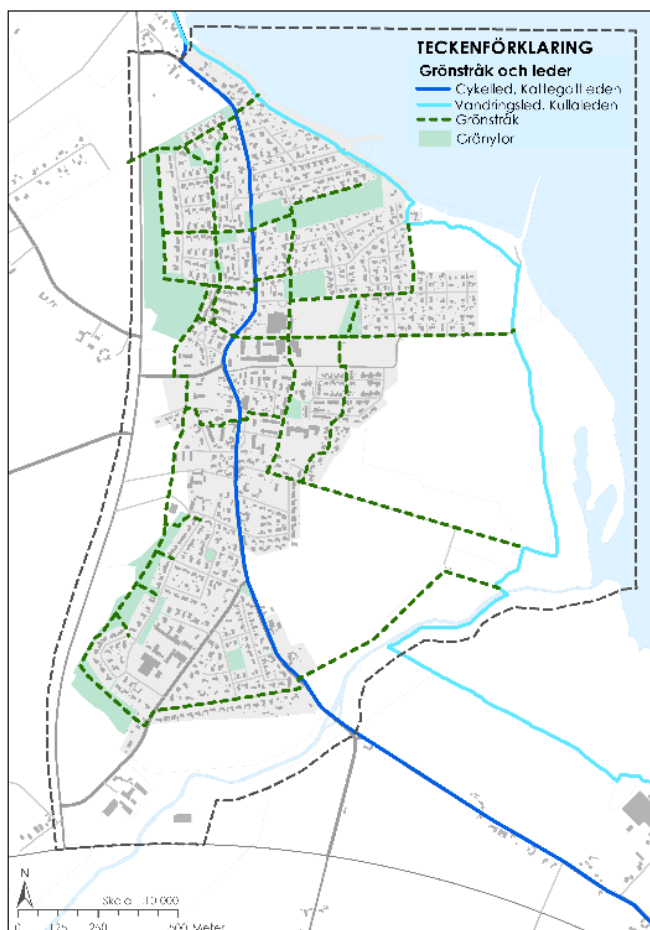 TECKENFÖRKLARING
Grönstråk och leder
Cykelled, Kattegattleden
Vandringsled, Kullaleden
Grönstråk
Grönytor
N
Skala 1:10 000
0 125 250 500 Meter